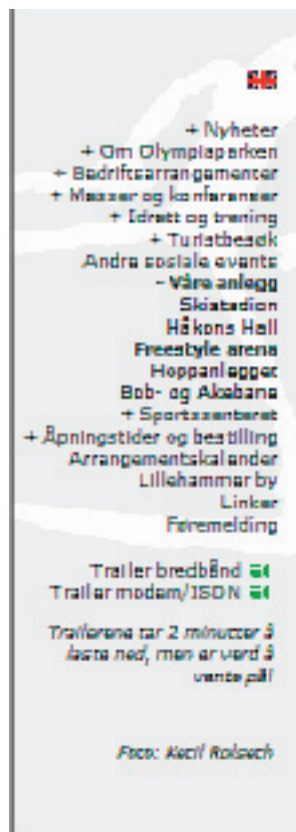 + Nyheter
+ Om Olympiaparken
+ Bedriftsarrangementer
+ Messer og konferanser
+ Idrett og trening
+ Turistbesøk
Andre sosiale events
- Våre anlegg
Skistadion
Håkons Hall
Freestyle arena
Hoppanlegget
Bob- og Akebane
+ Sportssenteret
+ Åpningstider og bestilling
Arrangementskalender
Lillehammer by
Linker
Føremelding
Trailer bredbånd
Trailer modem/ISDN
Trailerene tar 2 minutter å
laste ned, men er verd å
vente på!
Foto: Ketil Rolseth